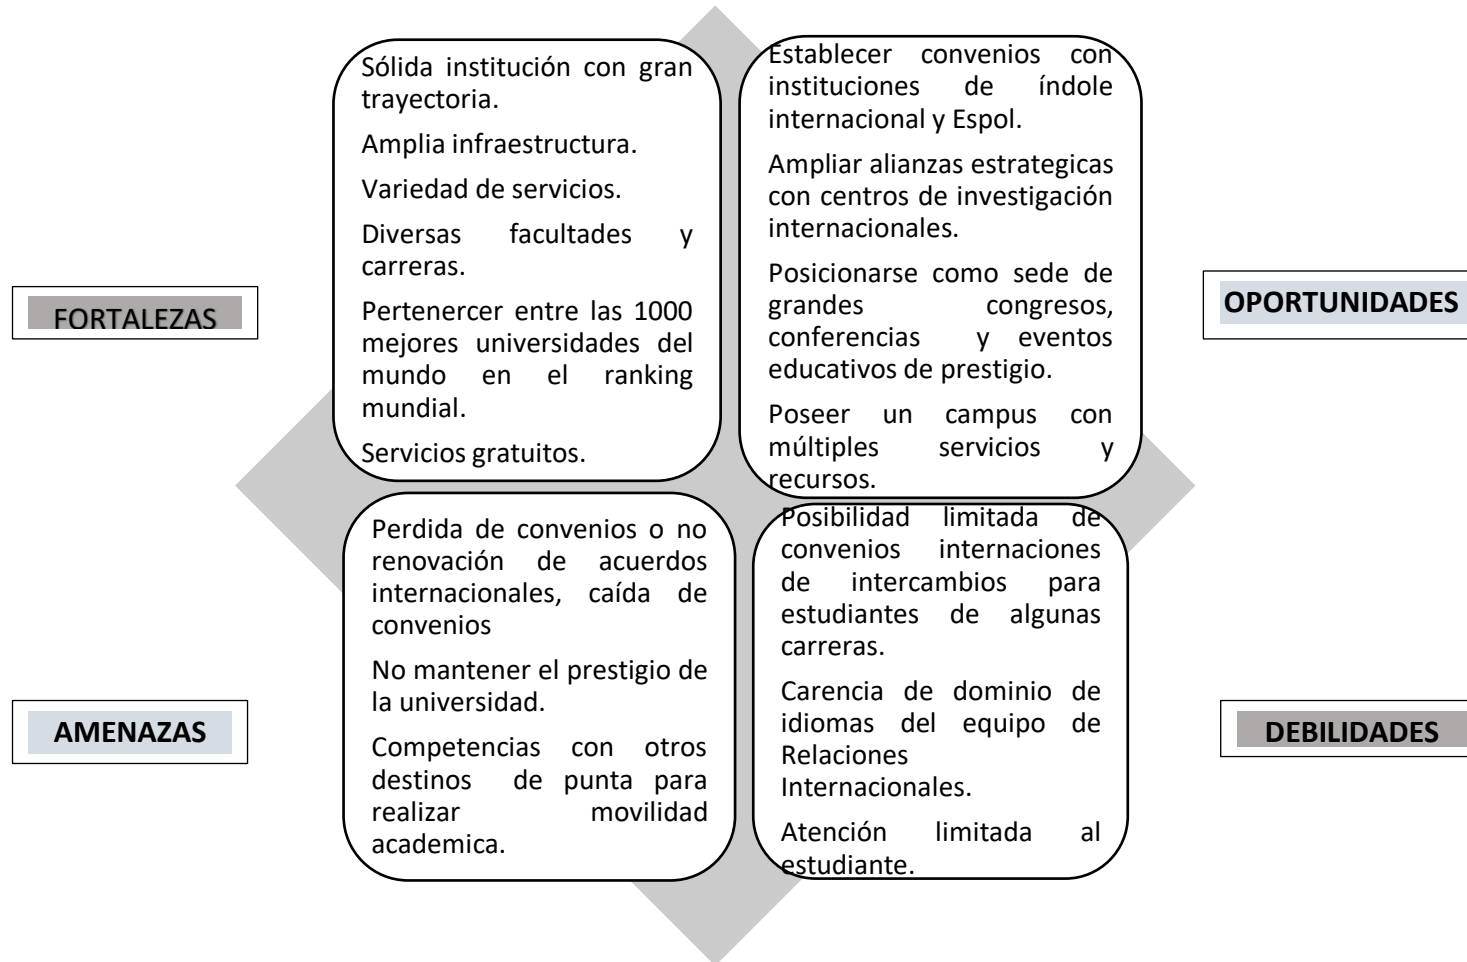 FORTALEZAS
Sólida institución con gran
trayectoria.
Amplia infraestructura.
Variedad de servicios.
Diversas facultades y
carreras.
Pertenercer entre las 1000
mejores universidades del
mundo en el ranking
mundial.
Servicios gratuitos.
OPORTUNIDADES
Establecer convenios con
instituciones de índole
internacional y Espol.
Ampliar alianzas estrategicas
con centros de investigación
internacionales.
Posicionarse como sede de
grandes congresos,
conferencias y eventos
educativos de prestigio.
Poseer un campus con
múltiples servicios y
recursos.
AMENAZAS
Perdida de convenios o no
renovación de acuerdos
internacionales, caída de
convenios
No mantener el prestigio de
la universidad.
Competencias con otros
destinos de punta para
realizar movilidad
academica.
DEBILIDADES
Posibilidad limitada de
convenios internaciones
de intercambios para
estudiantes de algunas
carreras.
Carencia de dominio de
idiomas del equipo de
Relaciones
Internacionales.
Atención limitada al
estudiante.